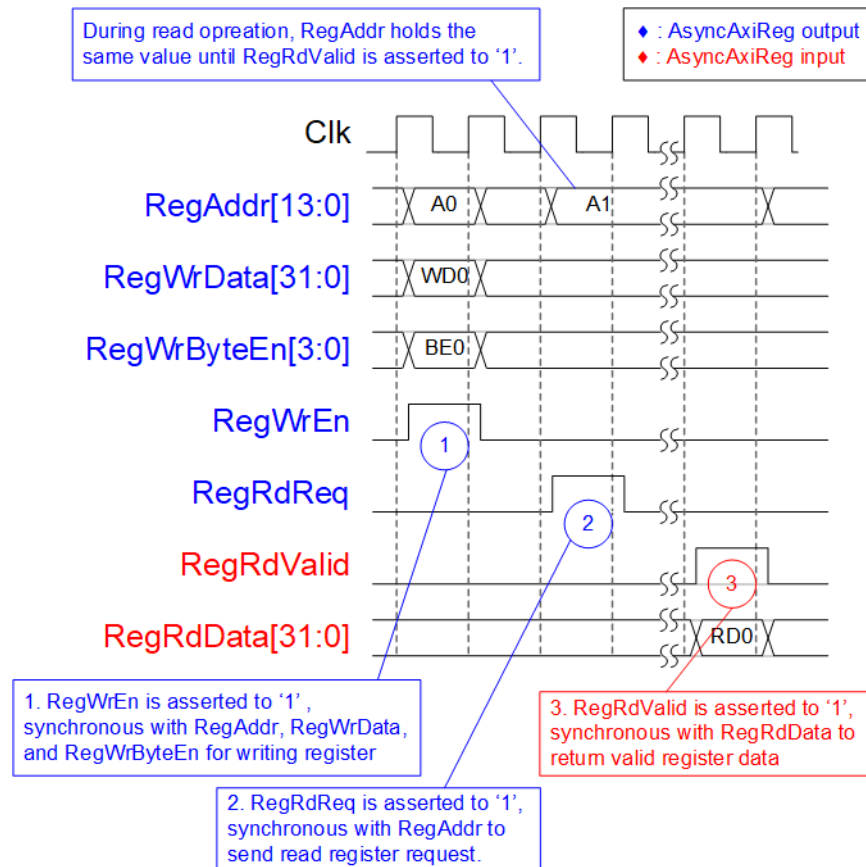 During read opreation, RegAddr holds the
same value until RegRdValid is asserted to ‘1’.
♦ : AsyncAxiReg output
♦ : AsyncAxiReg input
Clk
RegAddr[13:0]
A0
A1
RegWrData[31:0]
WD0
RegWrByteEn[3:0]
BE0
RegWrEn
1
RegRdReq
2
RegRdValid
3
RegRdData[31:0]
RD0
1. RegWrEn is asserted to ‘1’ ,
synchronous with RegAddr, RegWrData,
and RegWrByteEn for writing register
3. RegRdValid is asserted to ‘1’,
synchronous with RegRdData to
return valid register data
2. RegRdReq is asserted to ‘1’,
synchronous with RegAddr to
send read register request.